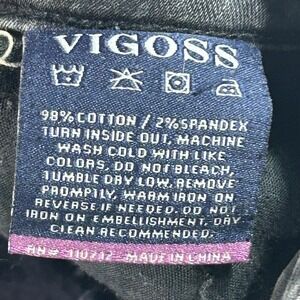 VIGOSS
98% COTTON / 2% SPANDEX
TURN INSIDE OUT, MACHINE
WASH COLD WITH LIKE
COLORS, DO NOT BLEACH,
TUMBLE DRY LOW, REMOVE
PROMPTLY, WARM IRON ON
REVERSE IF NEEDED. DO NOT
IRON ON EMBELLISHMENT. DRY
CLEAN RECOMMENDED.
RN# 110712 MADE IN CHINA